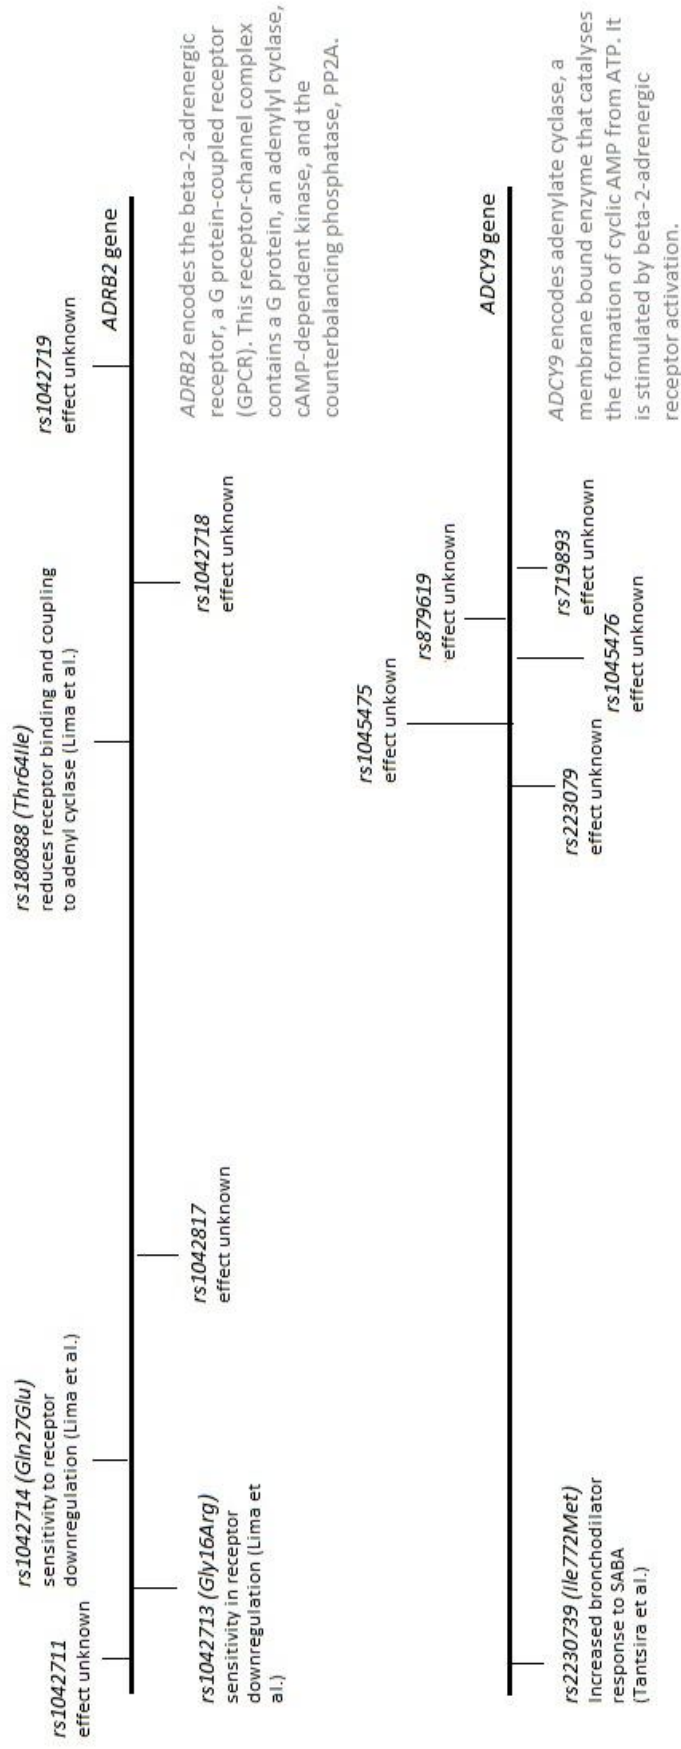 rs1042711
effect unknown
rs1042714 (Gln27Glu)
sensitivity to receptor
downregulation (Lima et al.)
rs180888 (Thr64Ile)
reduces receptor binding and coupling
to adenyl cyclase (Lima et al.)
rs1042719
effect unknown
ADRB2 gene
rs1042713 (Gly16Arg)
sensitivity in receptor
downregulation (Lima et
al.)
rs1042817
effect unknown
rs1042718
effect unknown
ADRB2 encodes the beta-2-adrenergic
receptor, a G protein-coupled receptor
(GPCR). This receptor-channel complex
contains a G protein, an adenylyl cyclase,
cAMP-dependent kinase, and the
counterbalancing phosphatase, PP2A.
rs1045475
effect unkown
rs879619
effect unknown
ADCY9 gene
rs2230739 (Ile772Met)
Increased bronchodilator
response to SABA
(Tantsira et al.)
rs223079
effect unknown
rs1045476
effect unknown
rs719893
effect unknown
ADCY9 encodes adenylate cyclase, a
membrane bound enzyme that catalyses
the formation of cyclic AMP from ATP. It
is stimulated by beta-2-adrenergic
receptor activation.